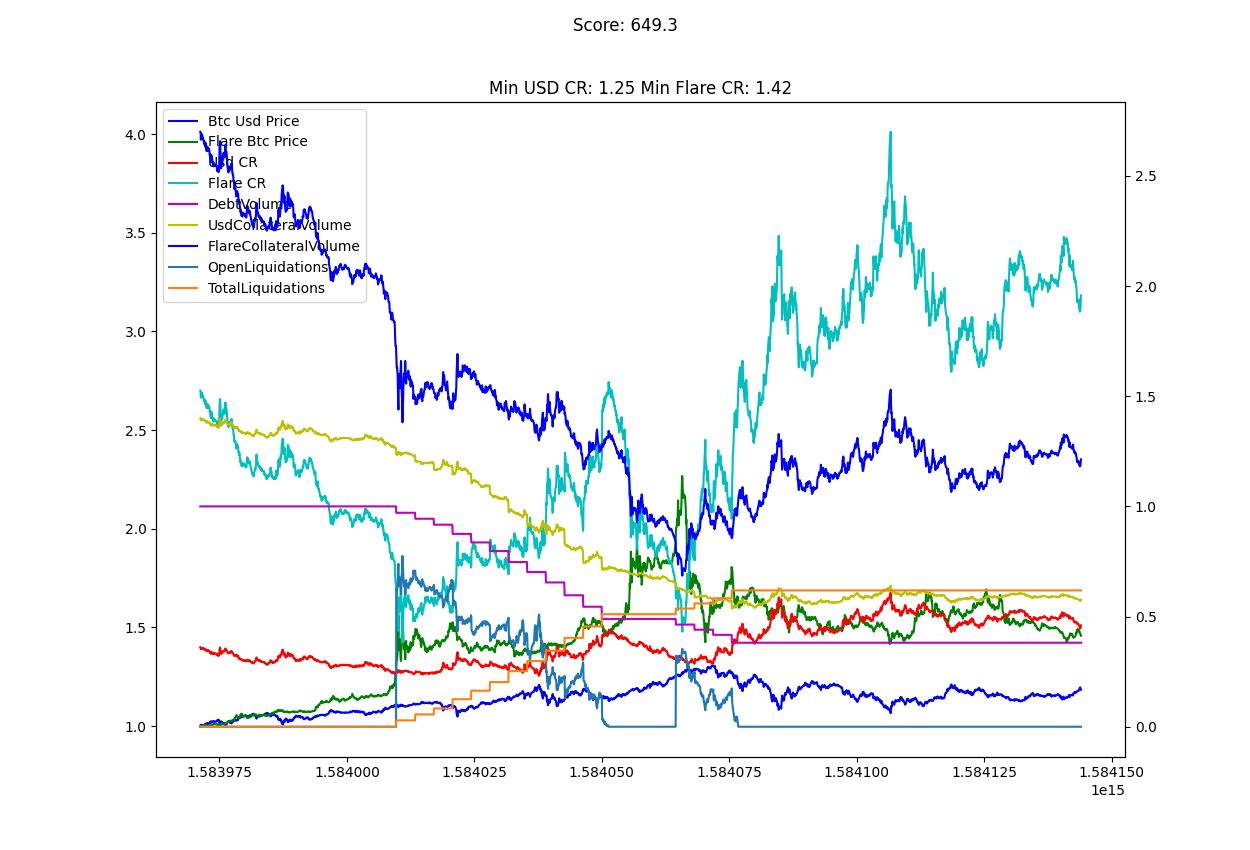 Score: 649.3
Min USD CR: 1.25 Min Flare CR: 1.42
Btc Usd Price
Flare Btc Price
Usd CR
Flare CR
DebtVolume
UsdCollateralVolume
FlareCollateralVolume
OpenLiquidations
TotalLiquidations
4.0
3.5
3.0
2.5
2.0
1.5
1.0
2.5
2.0
1.5
1.0
0.5
0.0
1.583975 1.584000 1.584025 1.584050 1.584075 1.584100 1.584125 1.584150
1e15